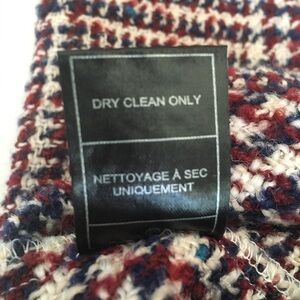 DRY CLEAN ONLY
NETTOYAGE À SEC
UNIQUEMENT